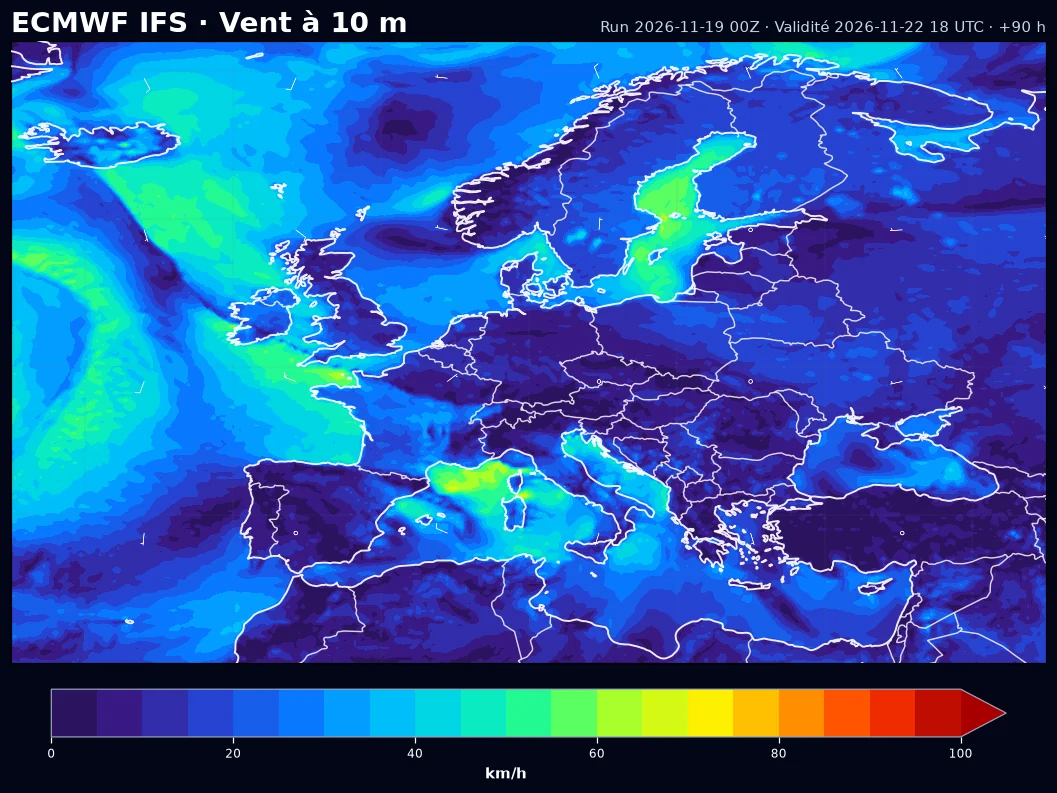 ECMWF IFS · Vent à 10 m
Run 2026-11-19 00Z · Validité 2026-11-22 18 UTC · +90 h
0 20 40 60 80 100
km/h